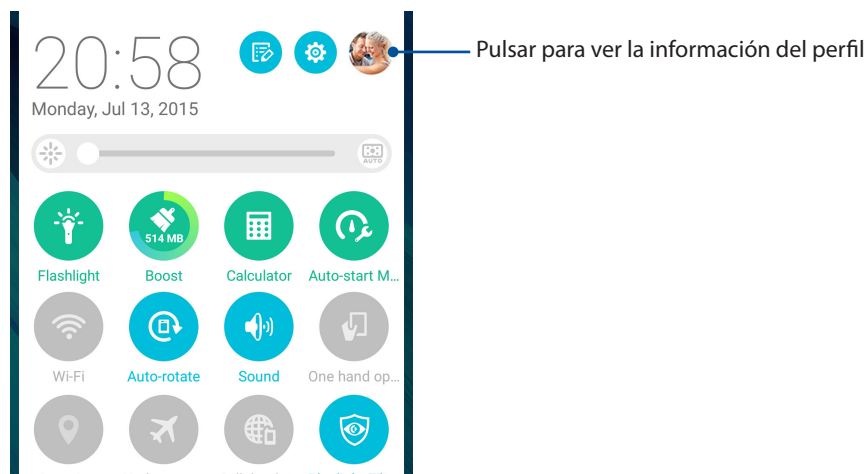 20:58
Pulsar para ver la información del perfil
Monday, Jul 13, 2015
AUTO
514 MB
Flashlight Boost Calculator Auto-start M...
Wi-Fi Auto-rotate Sound One hand op...